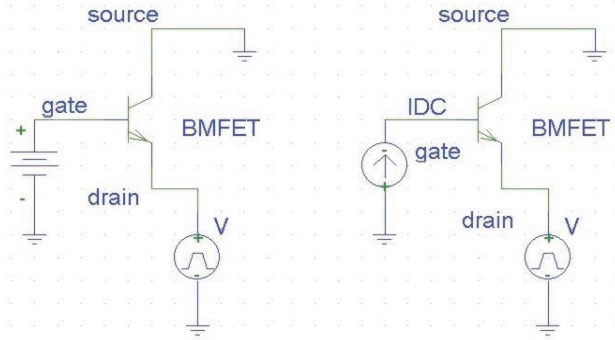 source
gate
+
BMFET
-
drain
+
V
-
source
IDC
-
BMFET
gate
+
drain
+
V
-